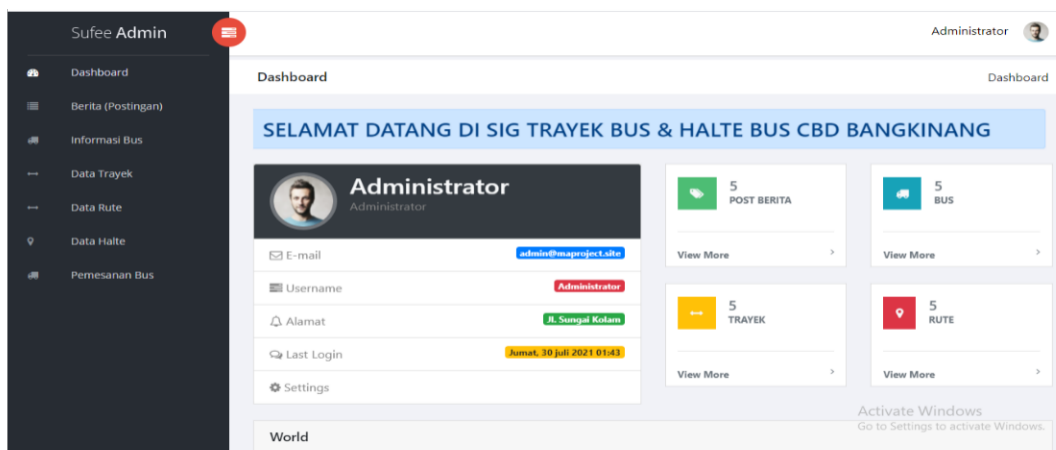 Sufee Admin
Administrator
Dashboard
Berita (Postingan)
Informasi Bus
Data Trayek
Data Rute
Data Halte
Pemesanan Bus
Dashboard
Dashboard
SELAMAT DATANG DI SIG TRAYEK BUS & HALTE BUS CBD BANGKINANG
Administrator
Administrator
E-mail admin@maproject.site
Username Administrator
Alamat JL Sungai Kolam
Last Login Jumat, 30 juli 2021 01:43
Settings
5
POST BERITA
View More
5
BUS
View More
5
TRAYEK
View More
5
RUTE
View More
World
Activate Windows
Go to Settings to activate Windows.